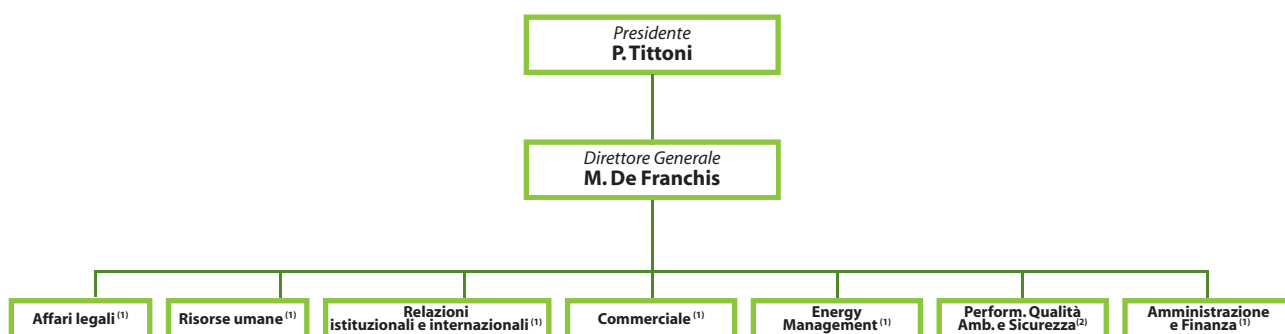 Presidente
P. Tittoni
Direttore Generale
M. De Franchis
Affari legali (1)
Risorse umane (1)
Relazioni
istituzionali e internazionali (1)
Commerciale (1)
Energy
Management (1)
Perform. Qualità
Amb. e Sicurezza (2)
Amministrazione
e Finanza (1)